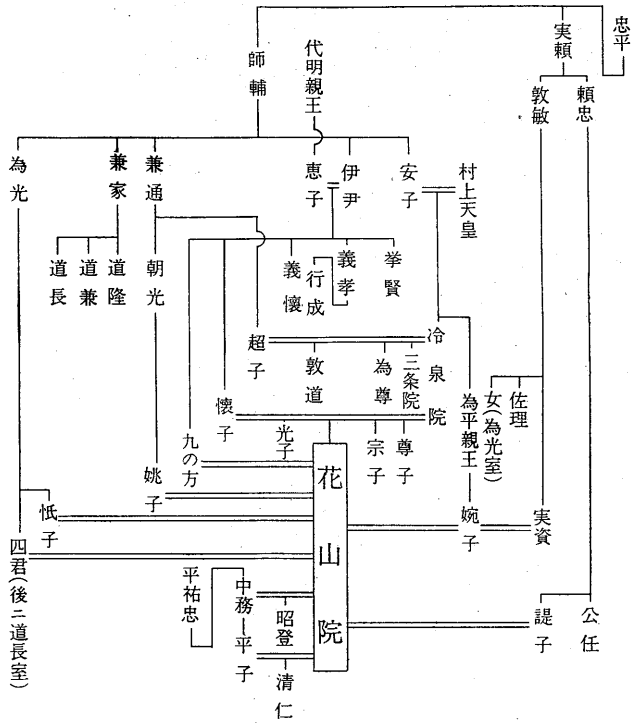 忠平
実頼
師輔
頼忠
敦敏
代明親王
村上天皇
安子
伊尹
恵子
兼通
兼家
為光
挙賢
義孝
行成
義懐
朝光
道隆
道兼
道長
冷泉院
三条院
為尊
敦道
超子
為平親王
佐理
女(為光室)
尊子
宗子
光子
懐子
九の方
姚子
花山院
婉子
実資
忯子
四君(後ニ道長室)
公任
諟子
中務―平子
平祐忠
昭登
清仁